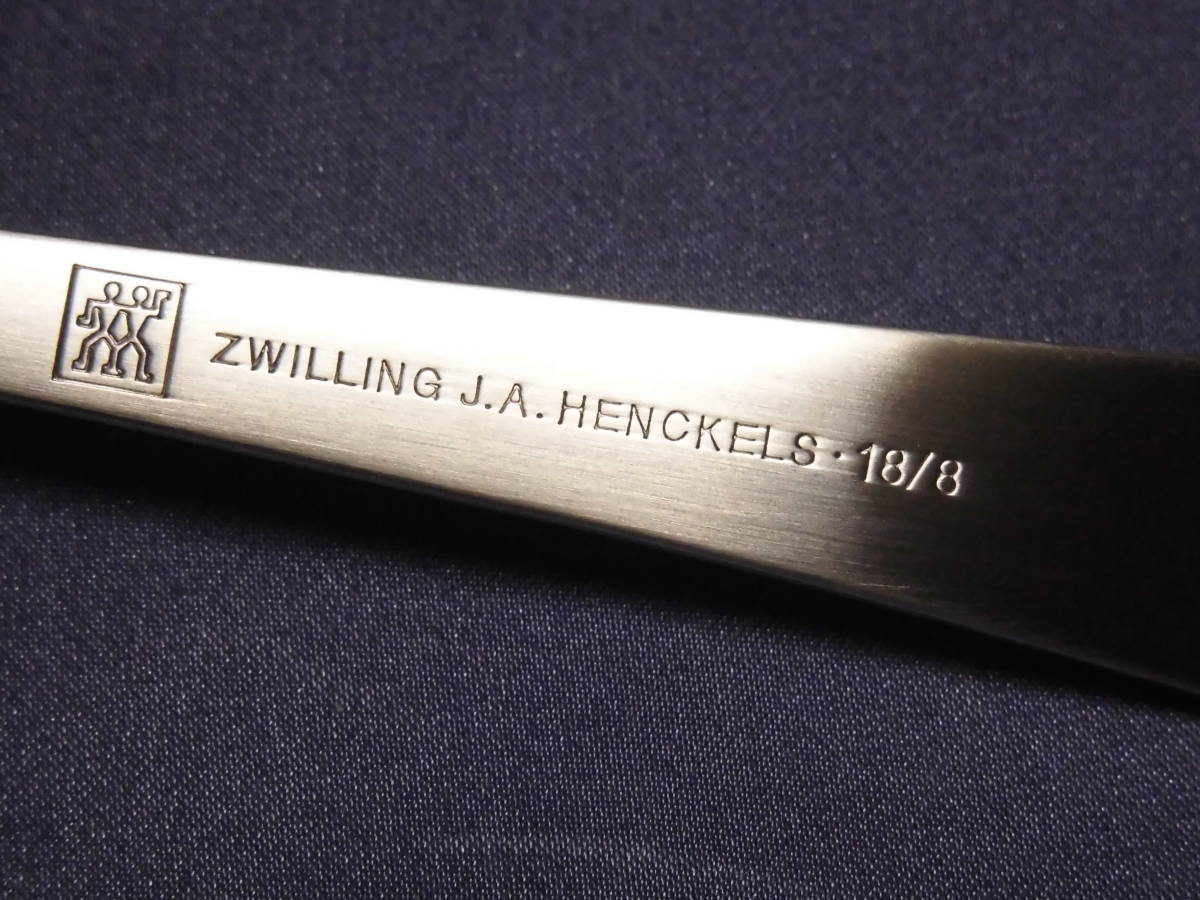 ZWILLING J.A. HENCKELS · 18/8